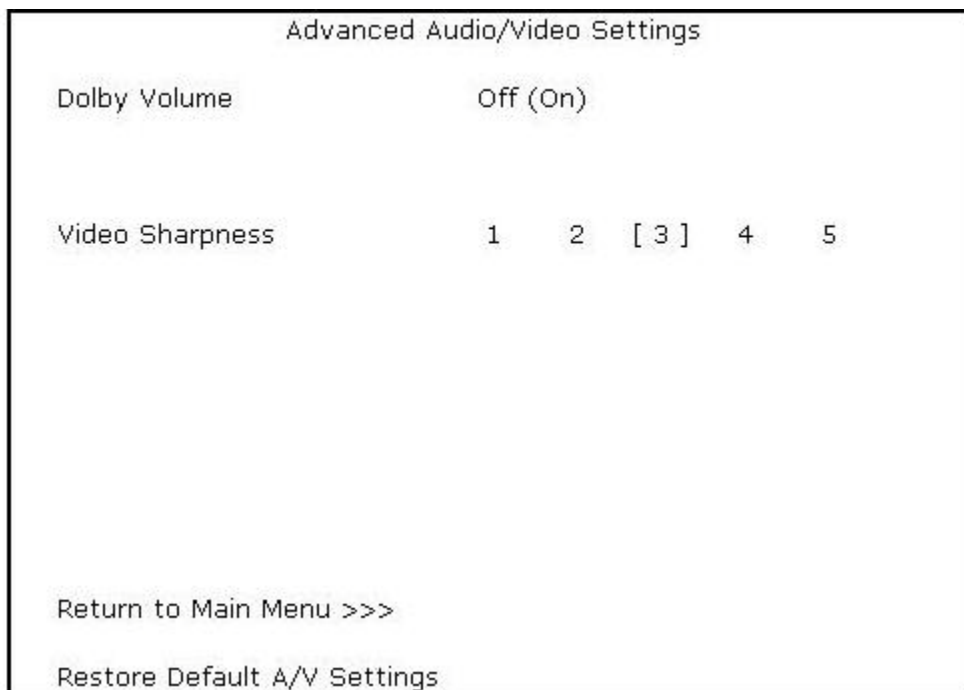 Advanced Audio/Video Settings
Dolby Volume Off (On)
Video Sharpness 1 2 [ 3 ] 4 5
Return to Main Menu >>>
Restore Default A/V Settings